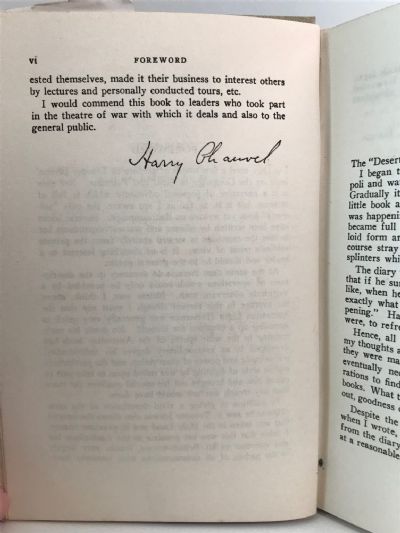 vi FOREWORD
ested themselves, made it their business to interest others
by lectures and personally conducted tours, etc.
I would commend this book to leaders who took part
in the theatre of war with which it deals and also to the
general public.
Harry Chauvel
The "Desert
I began t
poli and wa
Gradually it
little book a
was happenin
became full
loid form an
course stray
splinters whi
The diary
that if he su
like, when he
exactly what
pening." Ha
were, to refre
Hence, all
my thoughts a
they were ma
eventually nee
rations to find
books. What t
out, goodness o
Despite the
when I wrote,
from the diary
at a reasonable